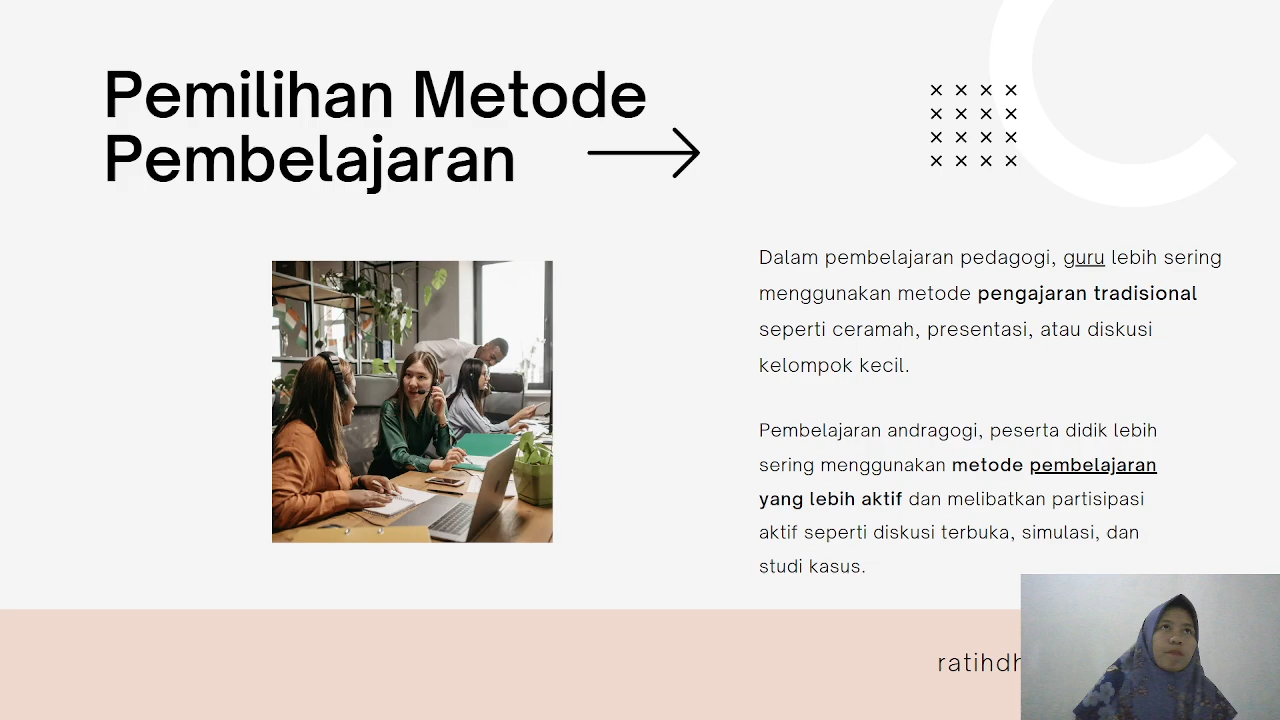 Pemilihan Metode
Pembelajaran
Dalam pembelajaran pedagogi, guru lebih sering
menggunakan metode pengajaran tradisional
seperti ceramah, presentasi, atau diskusi
kelompok kecil.
Pembelajaran andragogi, peserta didik lebih
sering menggunakan metode pembelajaran
yang lebih aktif dan melibatkan partisipasi
aktif seperti diskusi terbuka, simulasi, dan
studi kasus.